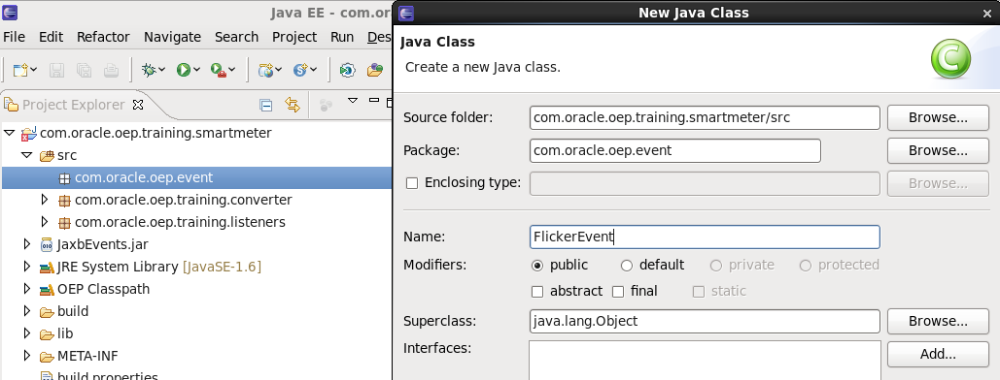 Java EE - com.or
New Java Class
File Edit Refactor Navigate Search Project Run Des
Java Class
Create a new Java class.
Project Explorer
com.oracle.oep.training.smartmeter
src
com.oracle.oep.event
com.oracle.oep.training.converter
com.oracle.oep.training.listeners
JaxbEvents.jar
JRE System Library [JavaSE-1.6]
OEP Classpath
build
lib
META-INF
build.properties
Source folder: com.oracle.oep.training.smartmeter/src Browse...
Package: com.oracle.oep.event Browse...
Enclosing type: Browse...
Name: FlickerEvent
Modifiers: public default private protected
abstract final static
Superclass: java.lang.Object Browse...
Interfaces: Add...